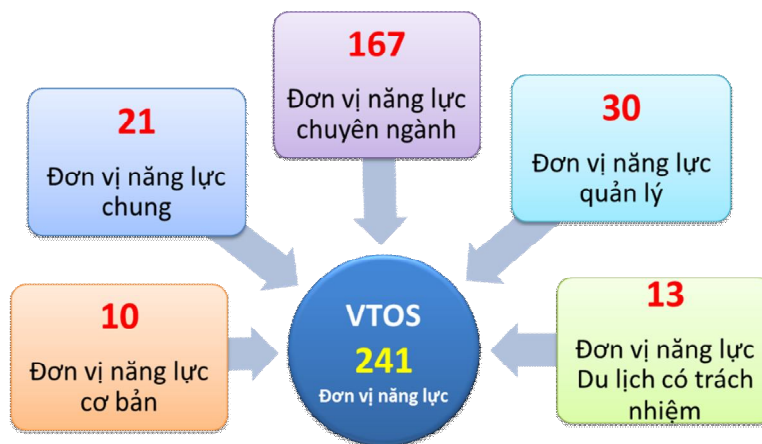 167
Đơn vị năng lực
chuyên ngành
21
Đơn vị năng lực
chung
30
Đơn vị năng lực
quản lý
10
Đơn vị năng lực
cơ bản
VTOS
241
Đơn vị năng lực
13
Đơn vị năng lực
Du lịch có trách
nhiệm